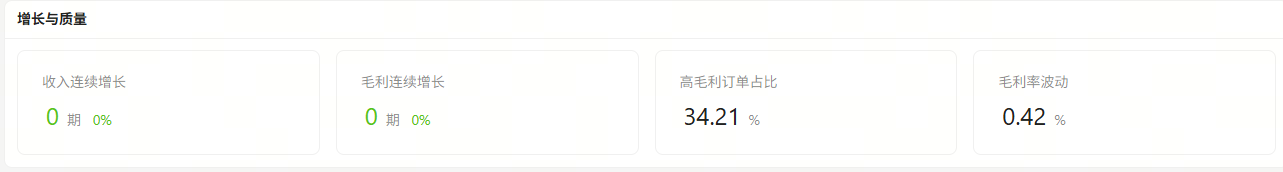 增长与质量
收入连续增长 毛利连续增长 高毛利订单占比 毛利率波动
0 期 0% 0 期 0% 34.21 % 0.42 %